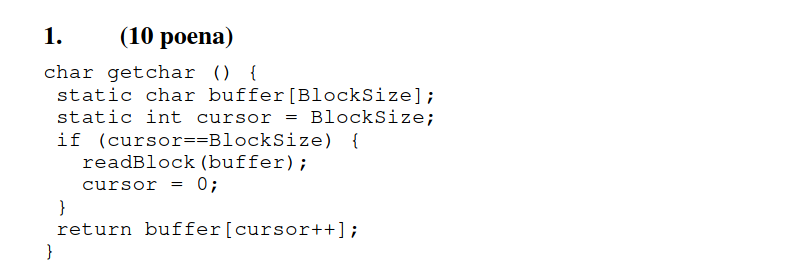 1. (10 poena)
char getchar () {
 static char buffer[BlockSize];
 static int cursor = BlockSize;
 if (cursor==BlockSize) {
   readBlock(buffer);
   cursor = 0;
 }
 return buffer[cursor++];
}